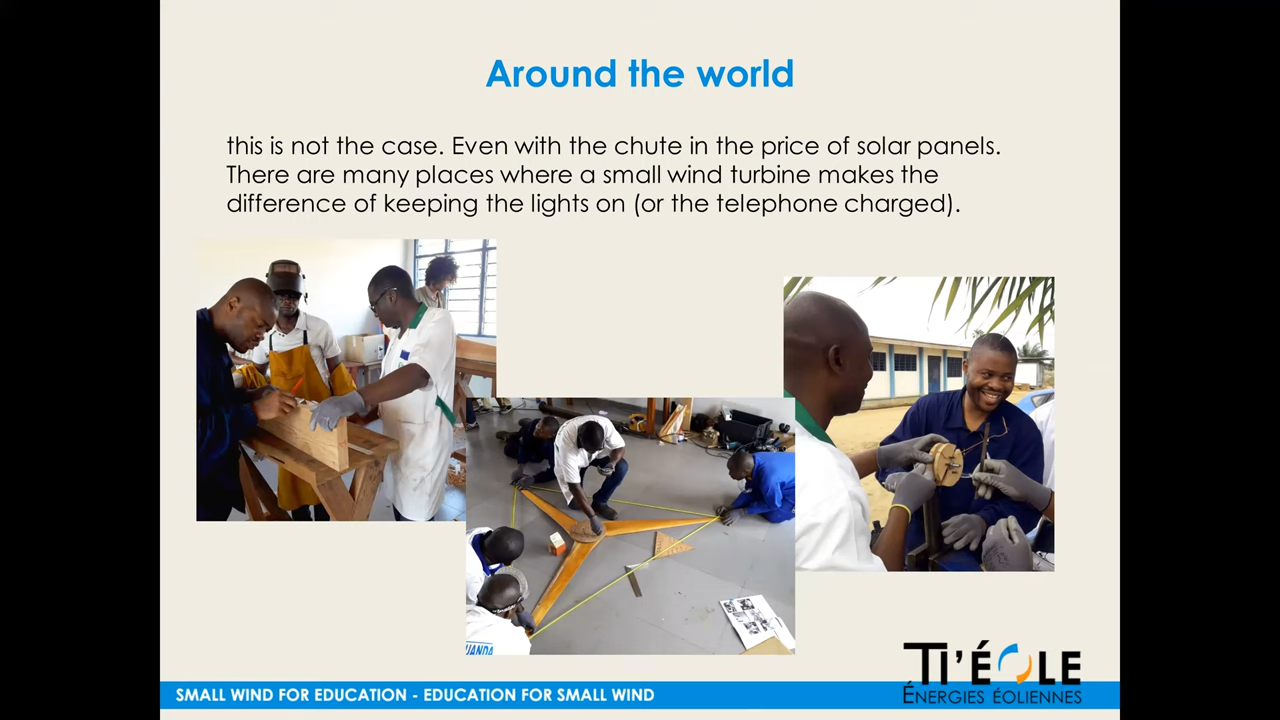 Around the world
this is not the case. Even with the chute in the price of solar panels.
There are many places where a small wind turbine makes the
difference of keeping the lights on (or the telephone charged).
UANDA
TI'ÉOLE
ÉNERGIES ÉOLIENNES
SMALL WIND FOR EDUCATION - EDUCATION FOR SMALL WIND